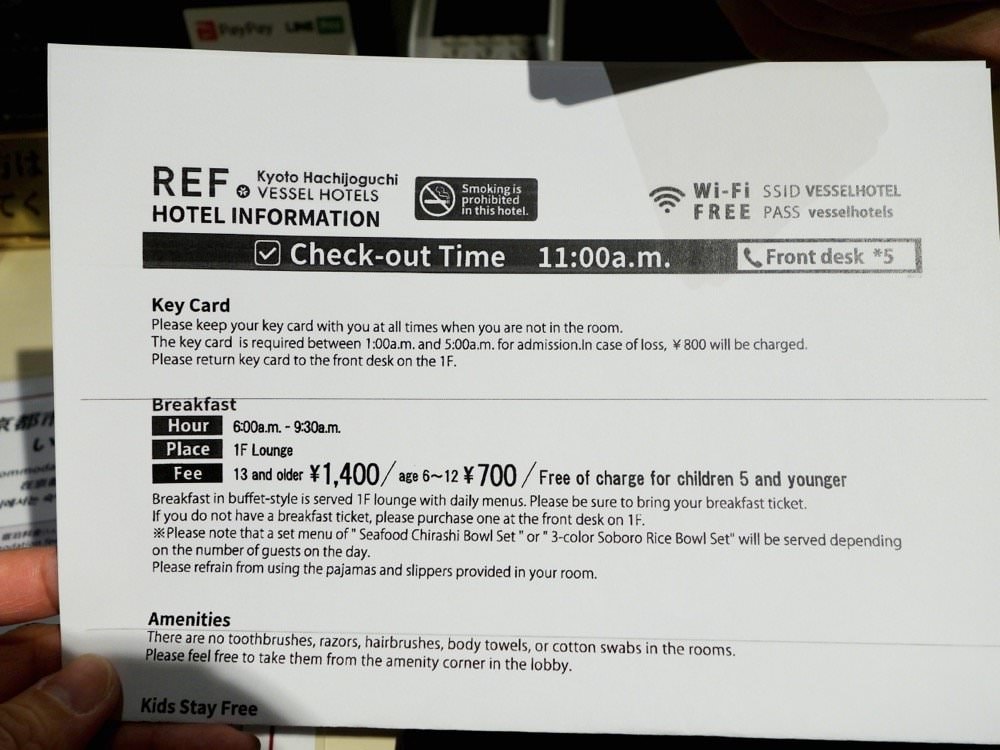 PayPay LINE Pay
REF. Kyoto Hachijoguchi
VESSEL HOTELS
HOTEL INFORMATION
Smoking is
prohibited
in this hotel.
Wi-Fi SSID VESSELHOTEL
FREE PASS vesselhotels
Check-out Time 11:00a.m.
Front desk *5
Key Card
Please keep your key card with you at all times when you are not in the room.
The key card is required between 1:00a.m. and 5:00a.m. for admission.In case of loss, ¥800 will be charged.
Please return key card to the front desk on the 1F.
Breakfast
Hour 6:00a.m. - 9:30a.m.
Place 1F Lounge
Fee 13 and older ¥1,400/ age 6~12 ¥700 / Free of charge for children 5 and younger
Breakfast in buffet-style is served 1F lounge with daily menus. Please be sure to bring your breakfast ticket.
If you do not have a breakfast ticket, please purchase one at the front desk on 1F.
※Please note that a set menu of " Seafood Chirashi Bowl Set " or " 3-color Soboro Rice Bowl Set" will be served depending
on the number of guests on the day.
Please refrain from using the pajamas and slippers provided in your room.
Amenities
There are no toothbrushes, razors, hairbrushes, body towels, or cotton swabs in the rooms.
Please feel free to take them from the amenity corner in the lobby.
Kids Stay Free